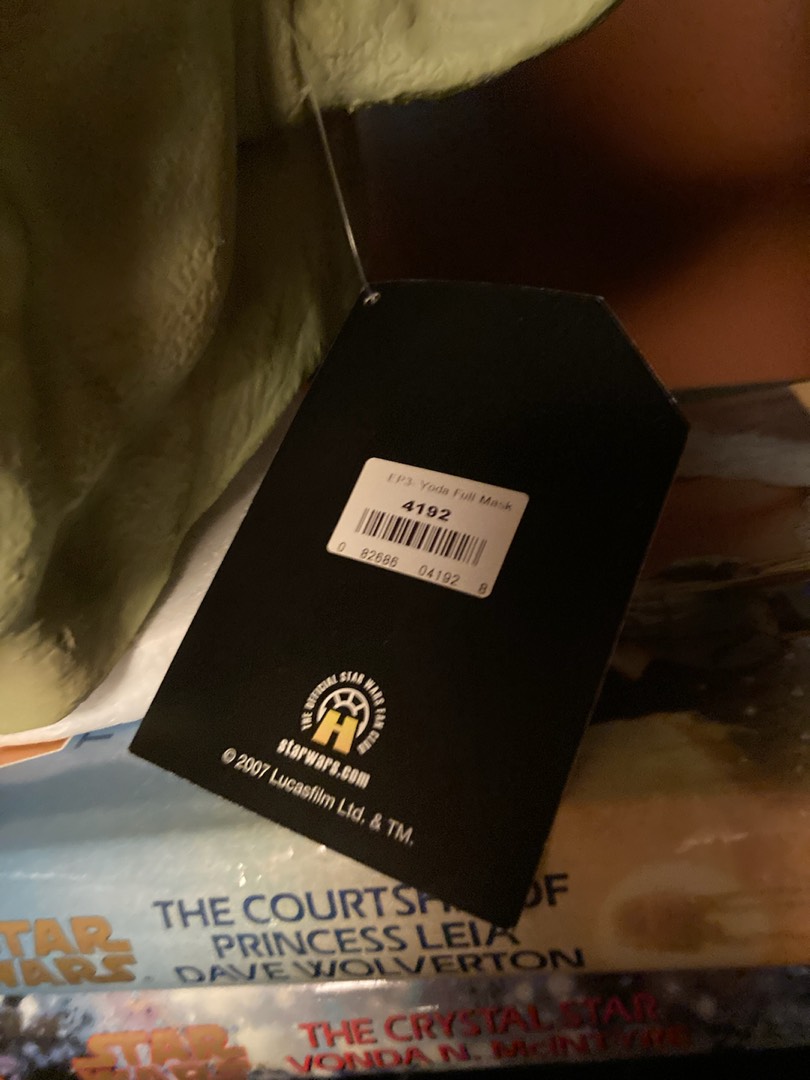 EP3- Yoda Full Mask
4192
0 82686 04192 8
THE OFFICIAL STAR WARS FAN CLUB
H
starwars.com
© 2007 Lucasfilm Ltd. & TM.
STAR WARS
THE COURTSHIP OF
PRINCESS LEIA
DAVE WOLVERTON
STAR WARS
THE CRYSTAL STAR
VONDA N. McINTYRE